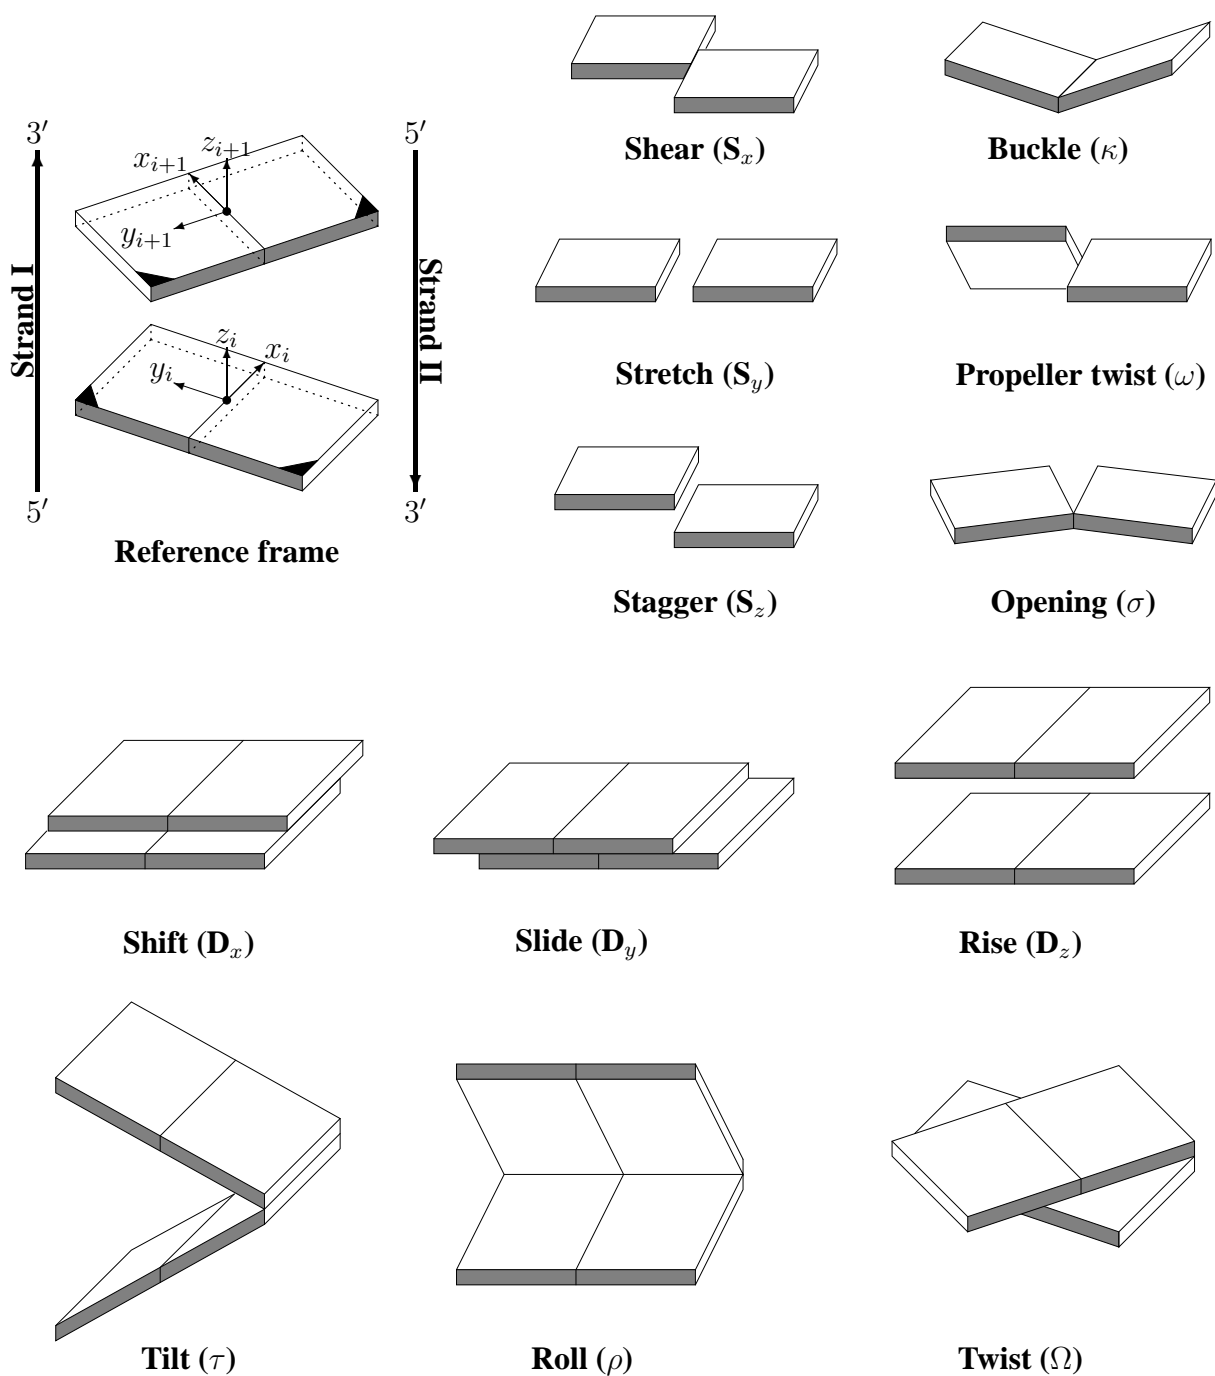 3′
5′
x_{i+1}
z_{i+1}
y_{i+1}
Strand I
Strand II
z_i
x_i
y_i
5′
3′
Reference frame
Shear (S_x)
Buckle (κ)
Stretch (S_y)
Propeller twist (ω)
Stagger (S_z)
Opening (σ)
Shift (D_x)
Slide (D_y)
Rise (D_z)
Tilt (τ)
Roll (ρ)
Twist (Ω)